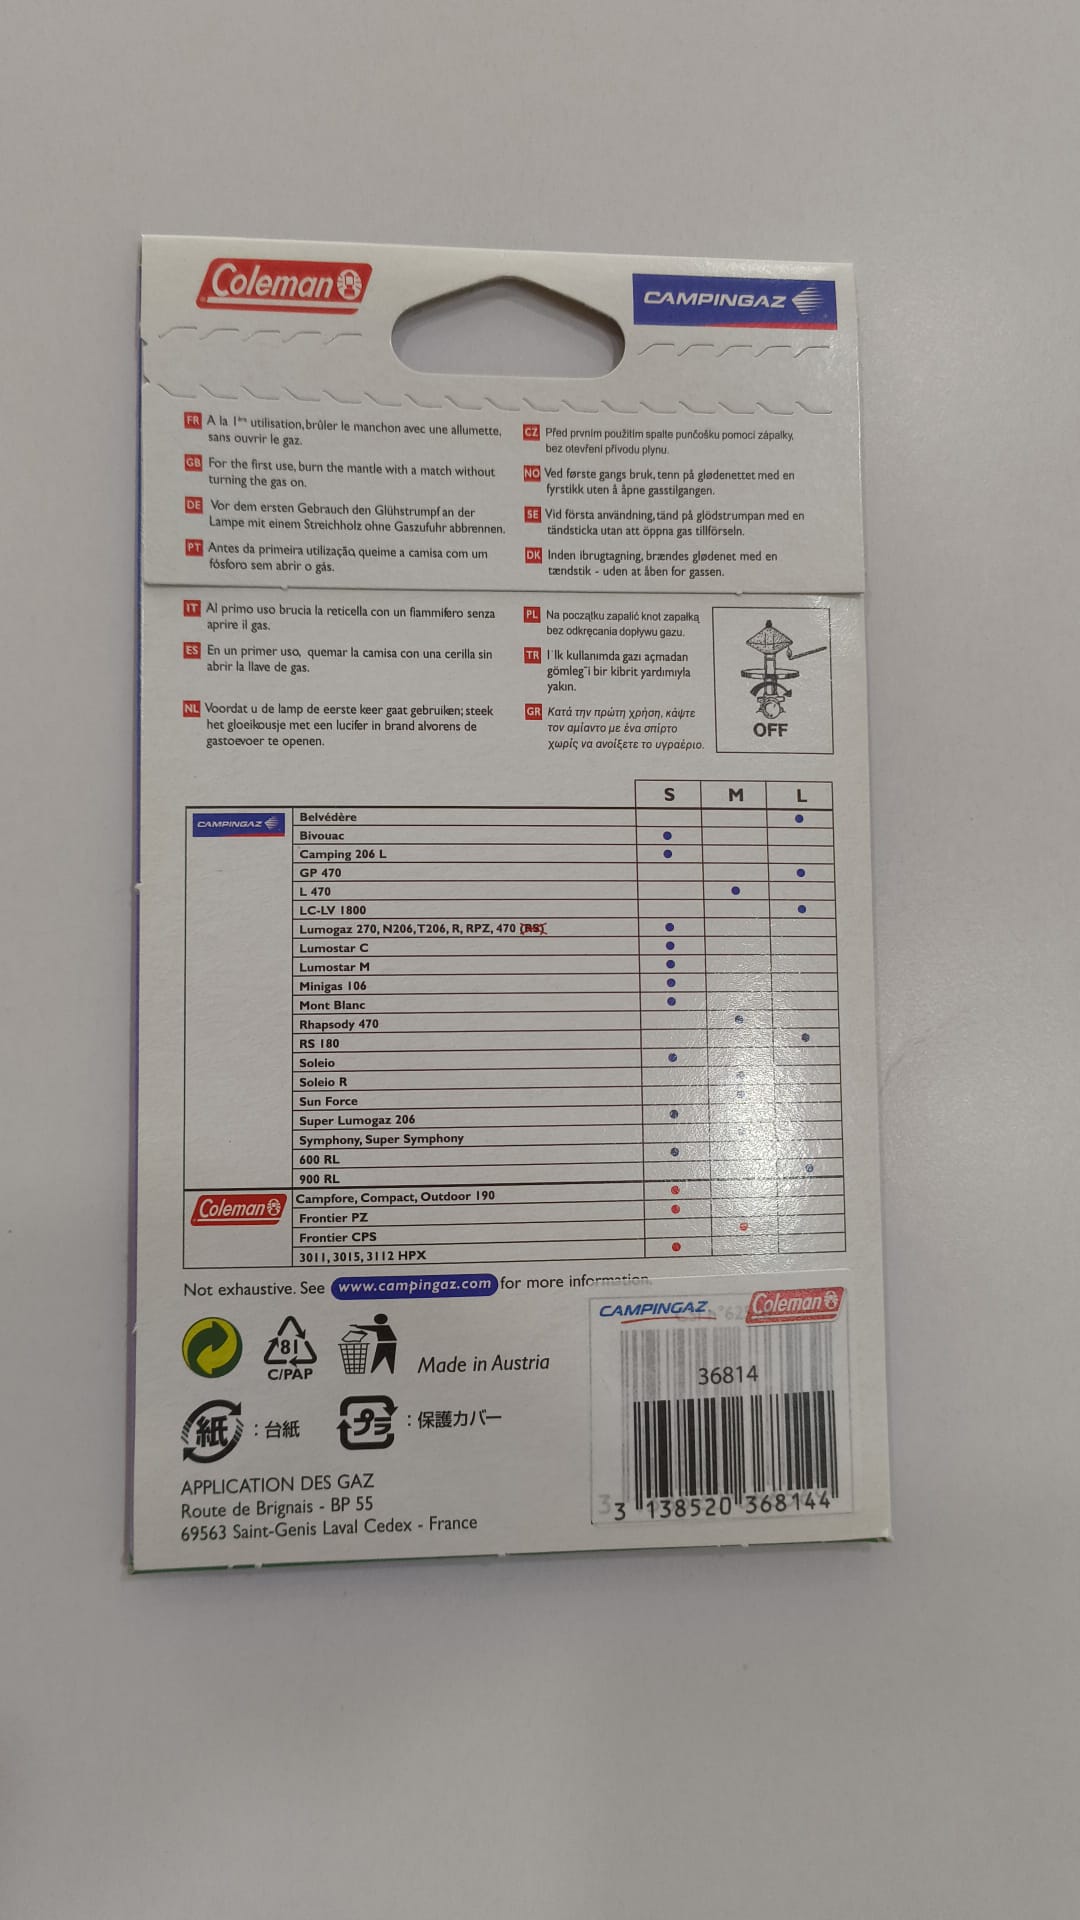 Coleman
CAMPINGAZ
FR A la 1ère utilisation, brûler le manchon avec une allumette,
sans ouvrir le gaz.
GB For the first use, burn the mantle with a match without
turning the gas on.
DE Vor dem ersten Gebrauch den Glühstrumpf an der
Lampe mit einem Streichholz ohne Gaszufuhr abbrennen.
PT Antes da primeira utilização, queime a camisa com um
fósforo sem abrir o gás.
CZ Před prvním použitím spalte punčošku pomocí zápalky,
bez otevření přívodu plynu.
NO Ved første gangs bruk, tenn på glødenettet med en
fyrstikk uten å åpne gasstilgangen.
SE Vid första användning, tänd på glödstrumpan med en
tändsticka utan att öppna gas tillförseln.
DK Inden ibrugtagning, brændes glødenet med en
tændstik - uden at åben for gassen.
IT Al primo uso brucia la reticella con un fiammifero senza
aprire il gas.
ES En un primer uso, quemar la camisa con una cerilla sin
abrir la llave de gas.
NL Voordat u de lamp de eerste keer gaat gebruiken; steek
het gloeikousje met een lucifer in brand alvorens de
gastoevoer te openen.
PL Na początku zapalić knot zapałką
bez odkręcania dopływu gazu.
TR I˙lk kullanımda gazı açmadan
gömleg˘i bir kibrit yardımıyla
yakın.
GR Κατά την πρώτη χρήση, κάψτε
τον αμίαντο με ένα σπίρτο
χωρίς να ανοίξετε το υγραέριο.
OFF
S M L
CAMPINGAZ
Belvédère
Bivouac
Camping 206 L
GP 470
L 470
LC-LV 1800
Lumogaz 270, N206, T206, R, RPZ, 470 (RS)
Lumostar C
Lumostar M
Minigas 106
Mont Blanc
Rhapsody 470
RS 180
Soleio
Soleio R
Sun Force
Super Lumogaz 206
Symphony, Super Symphony
600 RL
900 RL
Coleman
Campfore, Compact, Outdoor 190
Frontier PZ
Frontier CPS
3011, 3015, 3112 HPX
Not exhaustive. See www.campingaz.com for more information.
81
C/PAP
Made in Austria
紙 : 台紙
プラ : 保護カバー
APPLICATION DES GAZ
Route de Brignais - BP 55
69563 Saint-Genis Laval Cedex - France
CAMPINGAZ Coleman
36814
3 138520 368144